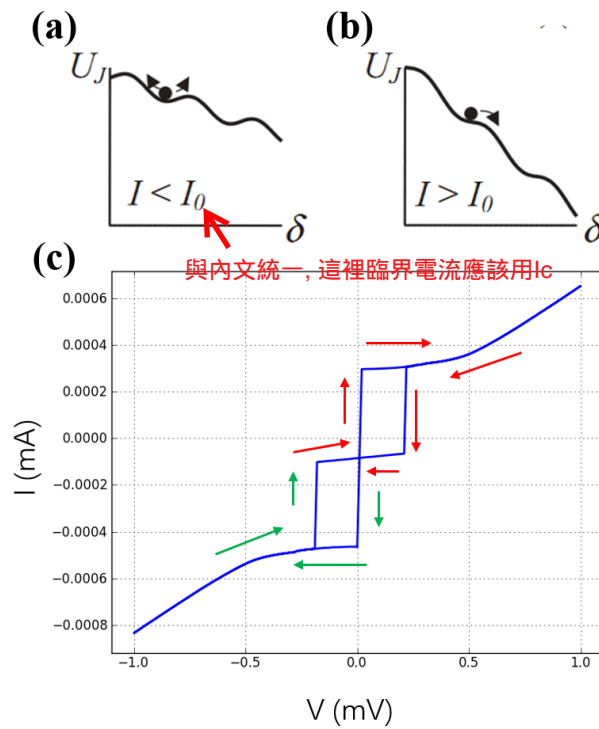 (a)
(b)
U_J
U_J
I < I_0
I > I_0
δ
δ
(c)
與內文統一, 這裡臨界電流應該用Ic
0.0006
0.0004
0.0002
0.0000
−0.0002
−0.0004
−0.0006
−0.0008
I (mA)
−1.0
−0.5
0.0
0.5
1.0
V (mV)